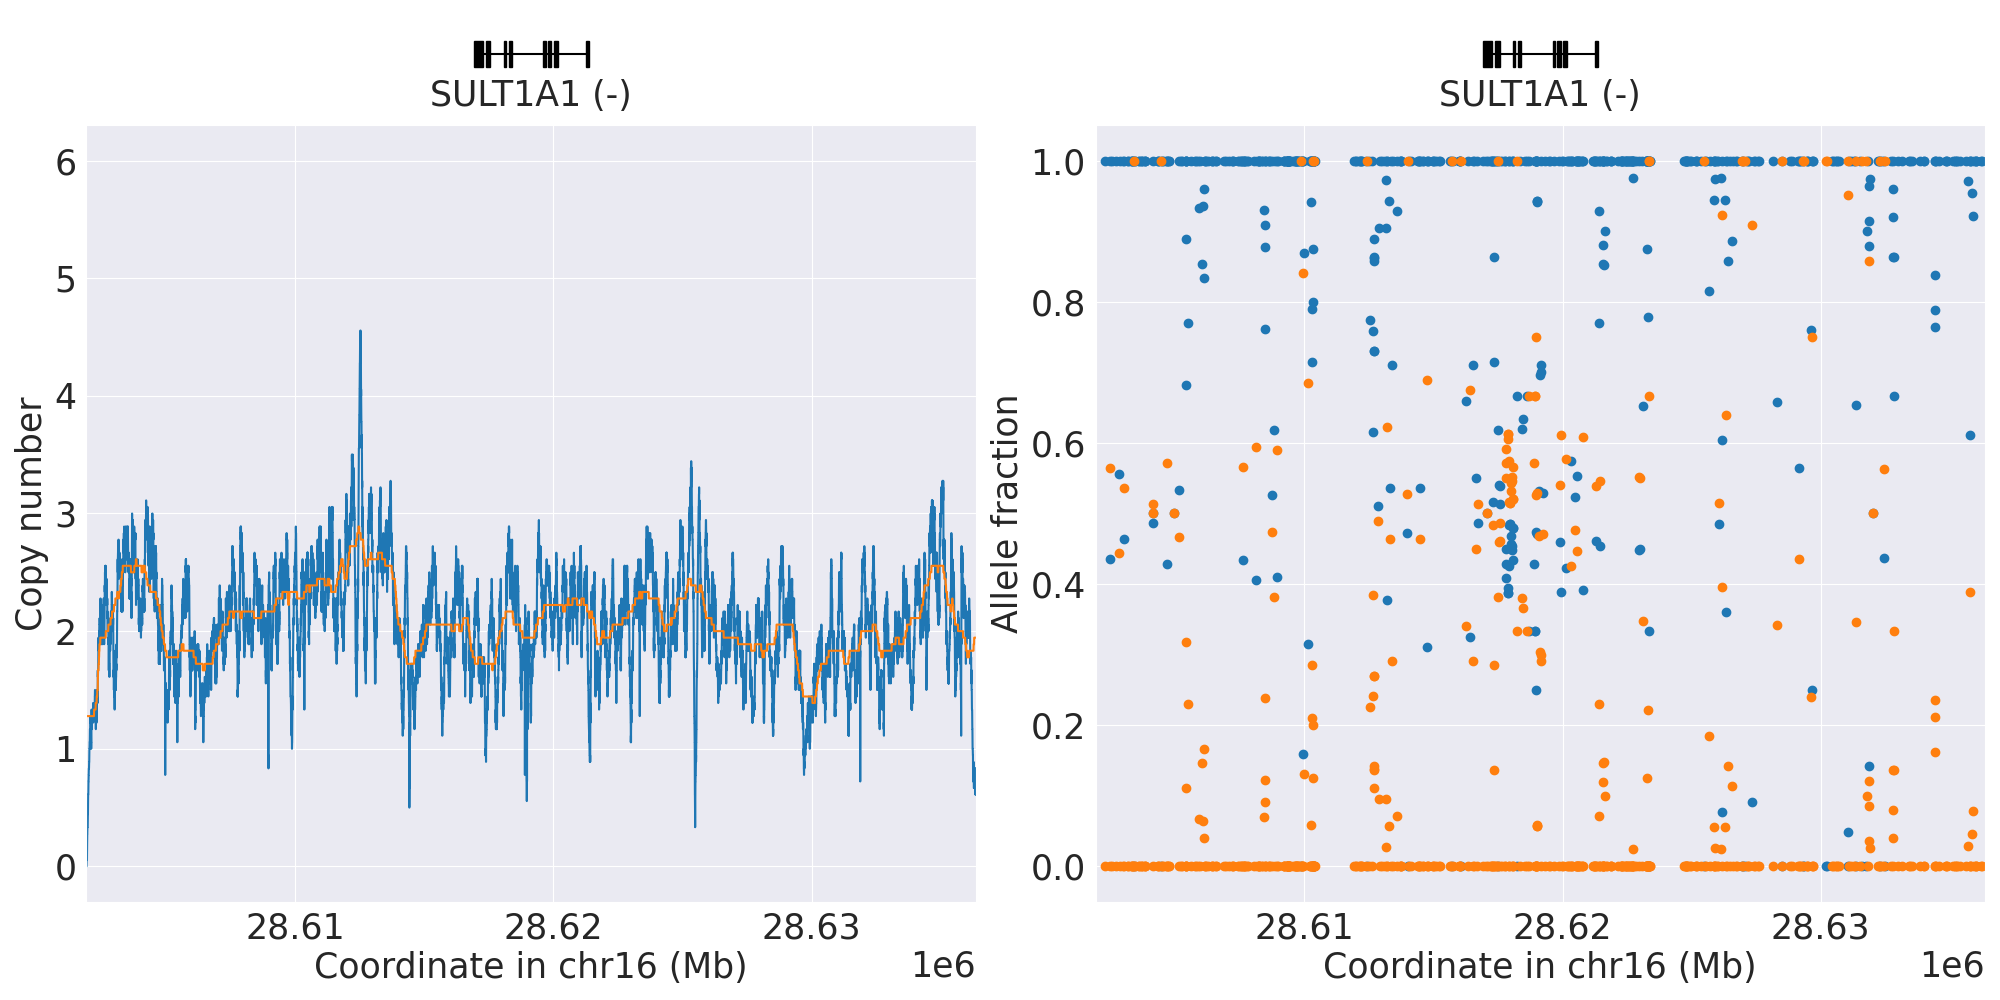 SULT1A1 (-)
6
5
4
3
2
1
0
Copy number
28.61
28.62
28.63
Coordinate in chr16 (Mb)
1e6
SULT1A1 (-)
1.0
0.8
0.6
0.4
0.2
0.0
Allele fraction
28.61
28.62
28.63
Coordinate in chr16 (Mb)
1e6